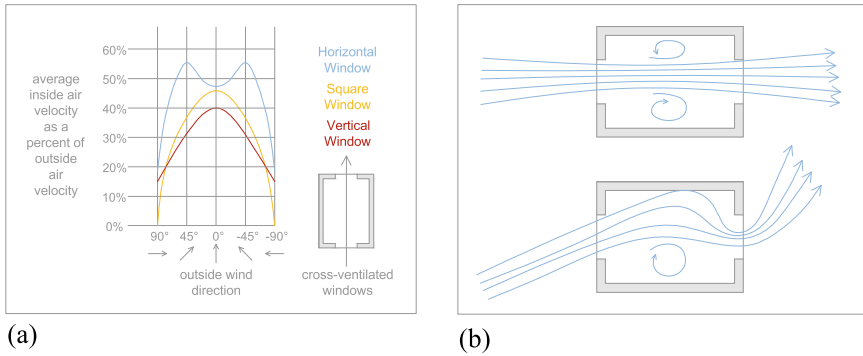 average
inside air
velocity
as a
percent of
outside
air
velocity
60%
50%
40%
30%
20%
10%
0%
90° 45° 0° -45° -90°
outside wind
direction
Horizontal
Window
Square
Window
Vertical
Window
cross-ventilated
windows
(a)
(b)